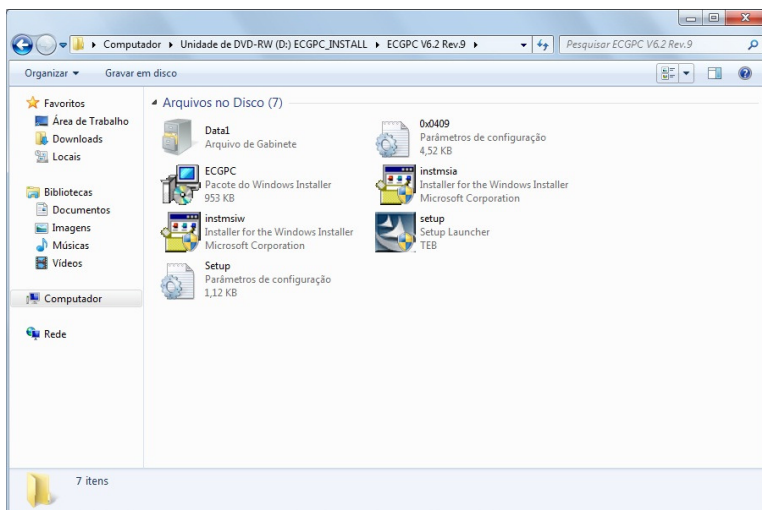 Computador ▸ Unidade de DVD-RW (D:) ECGPC_INSTALL ▸ ECGPC V6.2 Rev.9 ▸
Pesquisar ECGPC V6.2 Rev.9
Organizar
Gravar em disco
Favoritos
Área de Trabalho
Downloads
Locais
Bibliotecas
Documentos
Imagens
Músicas
Vídeos
Computador
Rede
Arquivos no Disco (7)
Data1
Arquivo de Gabinete
0x0409
Parâmetros de configuração
4,52 KB
ECGPC
Pacote do Windows Installer
953 KB
instmsia
Installer for the Windows Installer
Microsoft Corporation
instmsiw
Installer for the Windows Installer
Microsoft Corporation
setup
Setup Launcher
TEB
Setup
Parâmetros de configuração
1,12 KB
7 itens